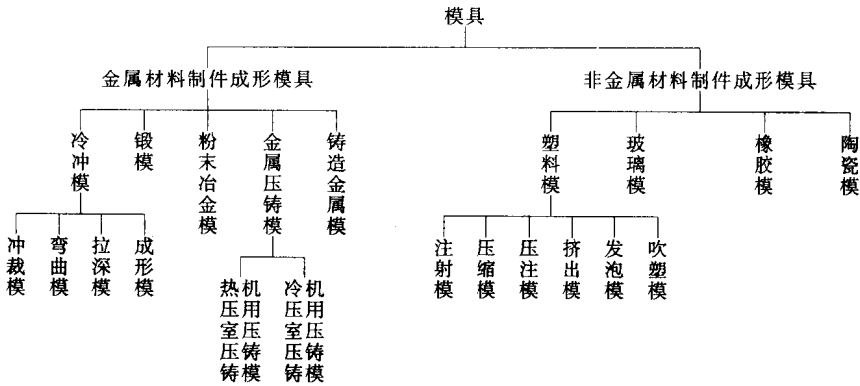 模具
金属材料制件成形模具
非金属材料制件成形模具
冷冲模
锻模
粉末冶金模
金属压铸模
铸造金属模
塑料模
玻璃模
橡胶模
陶瓷模
冲裁模
弯曲模
拉深模
成形模
热压室压铸
机用压铸模
冷压室压铸
机用压铸模
注射模
压缩模
压注模
挤出模
发泡模
吹塑模